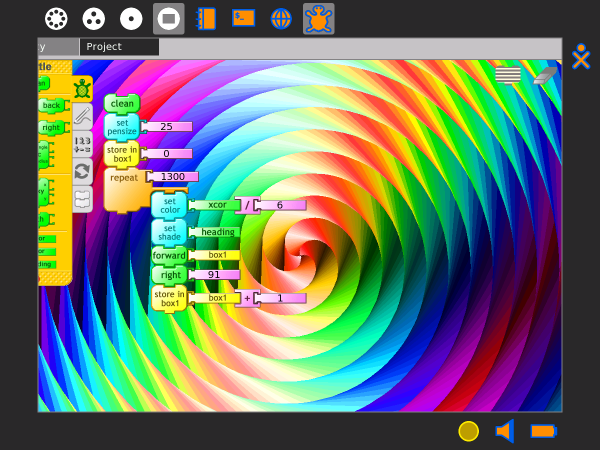 y Project
tle
back
right
clean
set
pensize 25
store in
box1 0
repeat 1300
set
color xcor / 6
set
shade heading
forward box1
right 91
store in
box1 box1 + 1